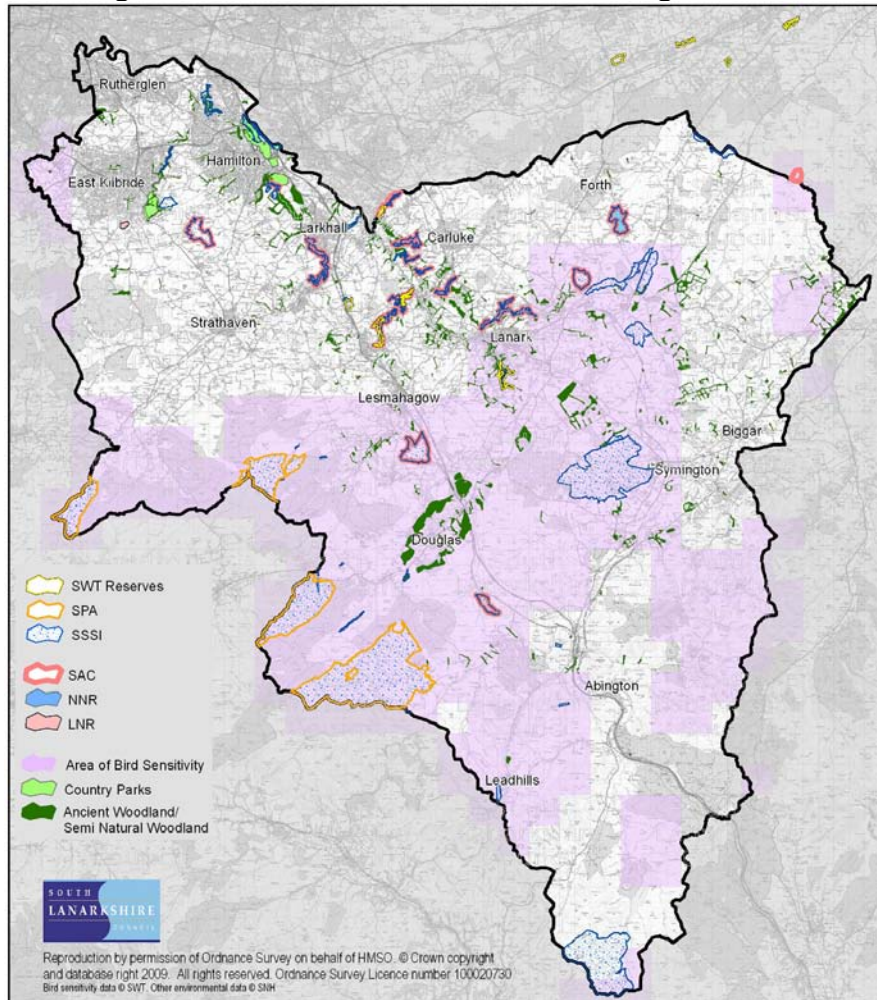 Rutherglen
Hamilton
East Kilbride
Forth
Larkhall
Carluke
Strathaven
Lanark
Lesmahagow
Biggar
Symington
Douglas
SWT Reserves
SPA
SSSI
SAC
NNR
LNR
Abington
Area of Bird Sensitivity
Country Parks
Leadhills
Ancient Woodland/
Semi Natural Woodland
SOUTH
LANARKSHIRE
COUNCIL
Reproduction by permission of Ordnance Survey on behalf of HMSO. © Crown copyright
and database right 2009. All rights reserved. Ordnance Survey Licence number 100020730
Bird sensitivity data © SWT. Other environmental data © SNH